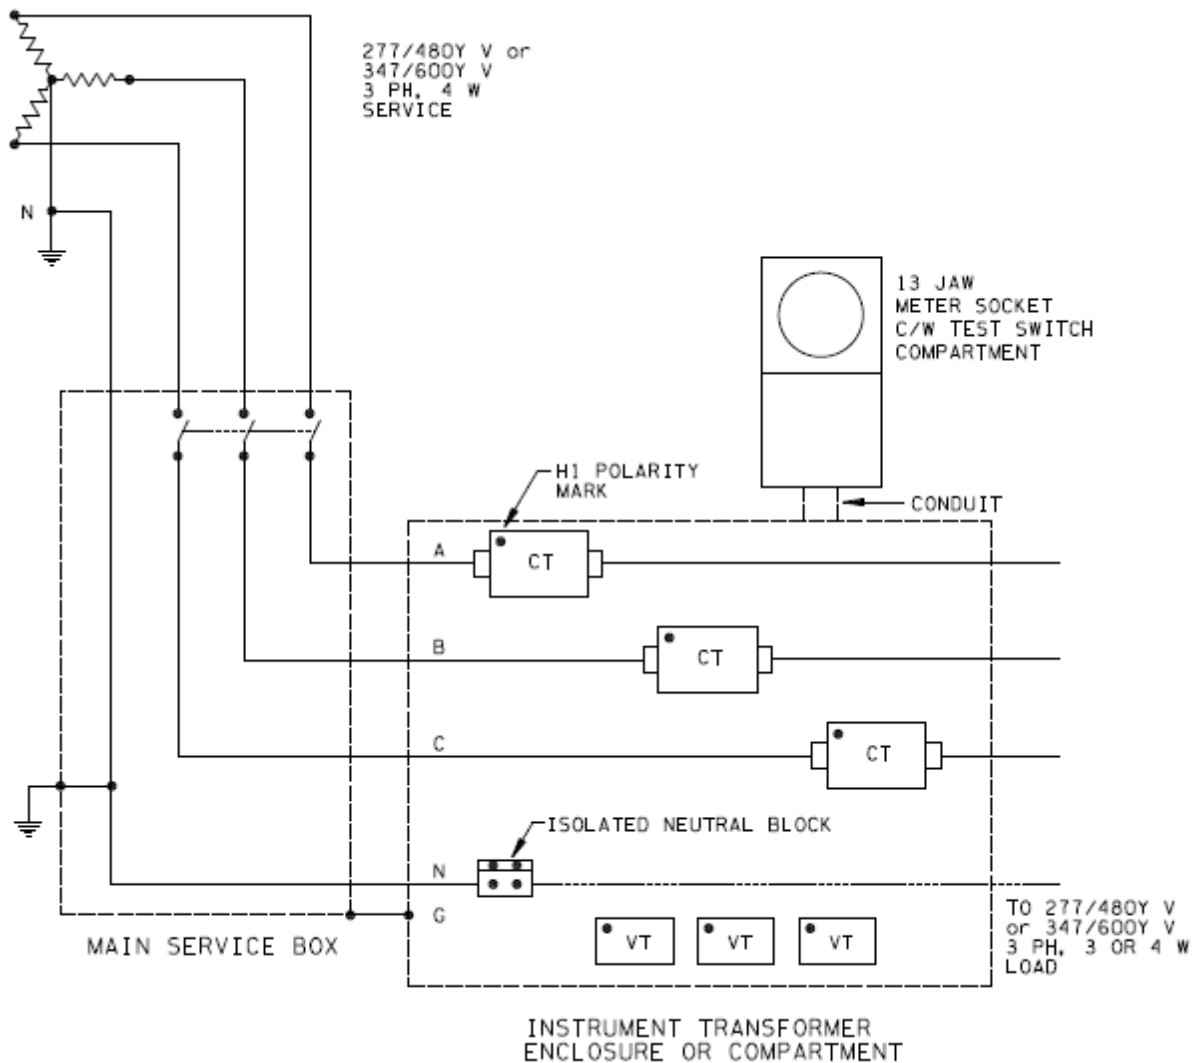 277/480Y V or
347/600Y V
3 PH, 4 W
SERVICE
N
13 JAW
METER SOCKET
C/W TEST SWITCH
COMPARTMENT
H1 POLARITY
MARK
CONDUIT
A
CT
B
CT
C
CT
ISOLATED NEUTRAL BLOCK
N
G
MAIN SERVICE BOX
VT
VT
VT
TO 277/480Y V
or 347/600Y V
3 PH, 3 OR 4 W
LOAD
INSTRUMENT TRANSFORMER
ENCLOSURE OR COMPARTMENT